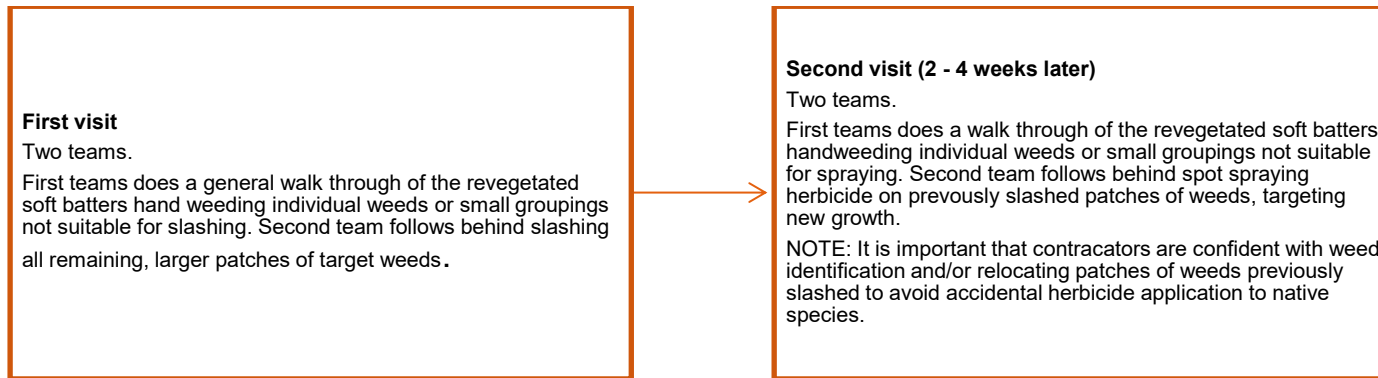 First visit
Two teams.
First teams does a general walk through of the revegetated
soft batters hand weeding individual weeds or small groupings
not suitable for slashing. Second team follows behind slashing
all remaining, larger patches of target weeds.
Second visit (2 - 4 weeks later)
Two teams.
First teams does a walk through of the revegetated soft batters
handweeding individual weeds or small groupings not suitable
for spraying. Second team follows behind spot spraying
herbicide on prevously slashed patches of weeds, targeting
new growth.
NOTE: It is important that contracators are confident with weed
identification and/or relocating patches of weeds previously
slashed to avoid accidental herbicide application to native
species.